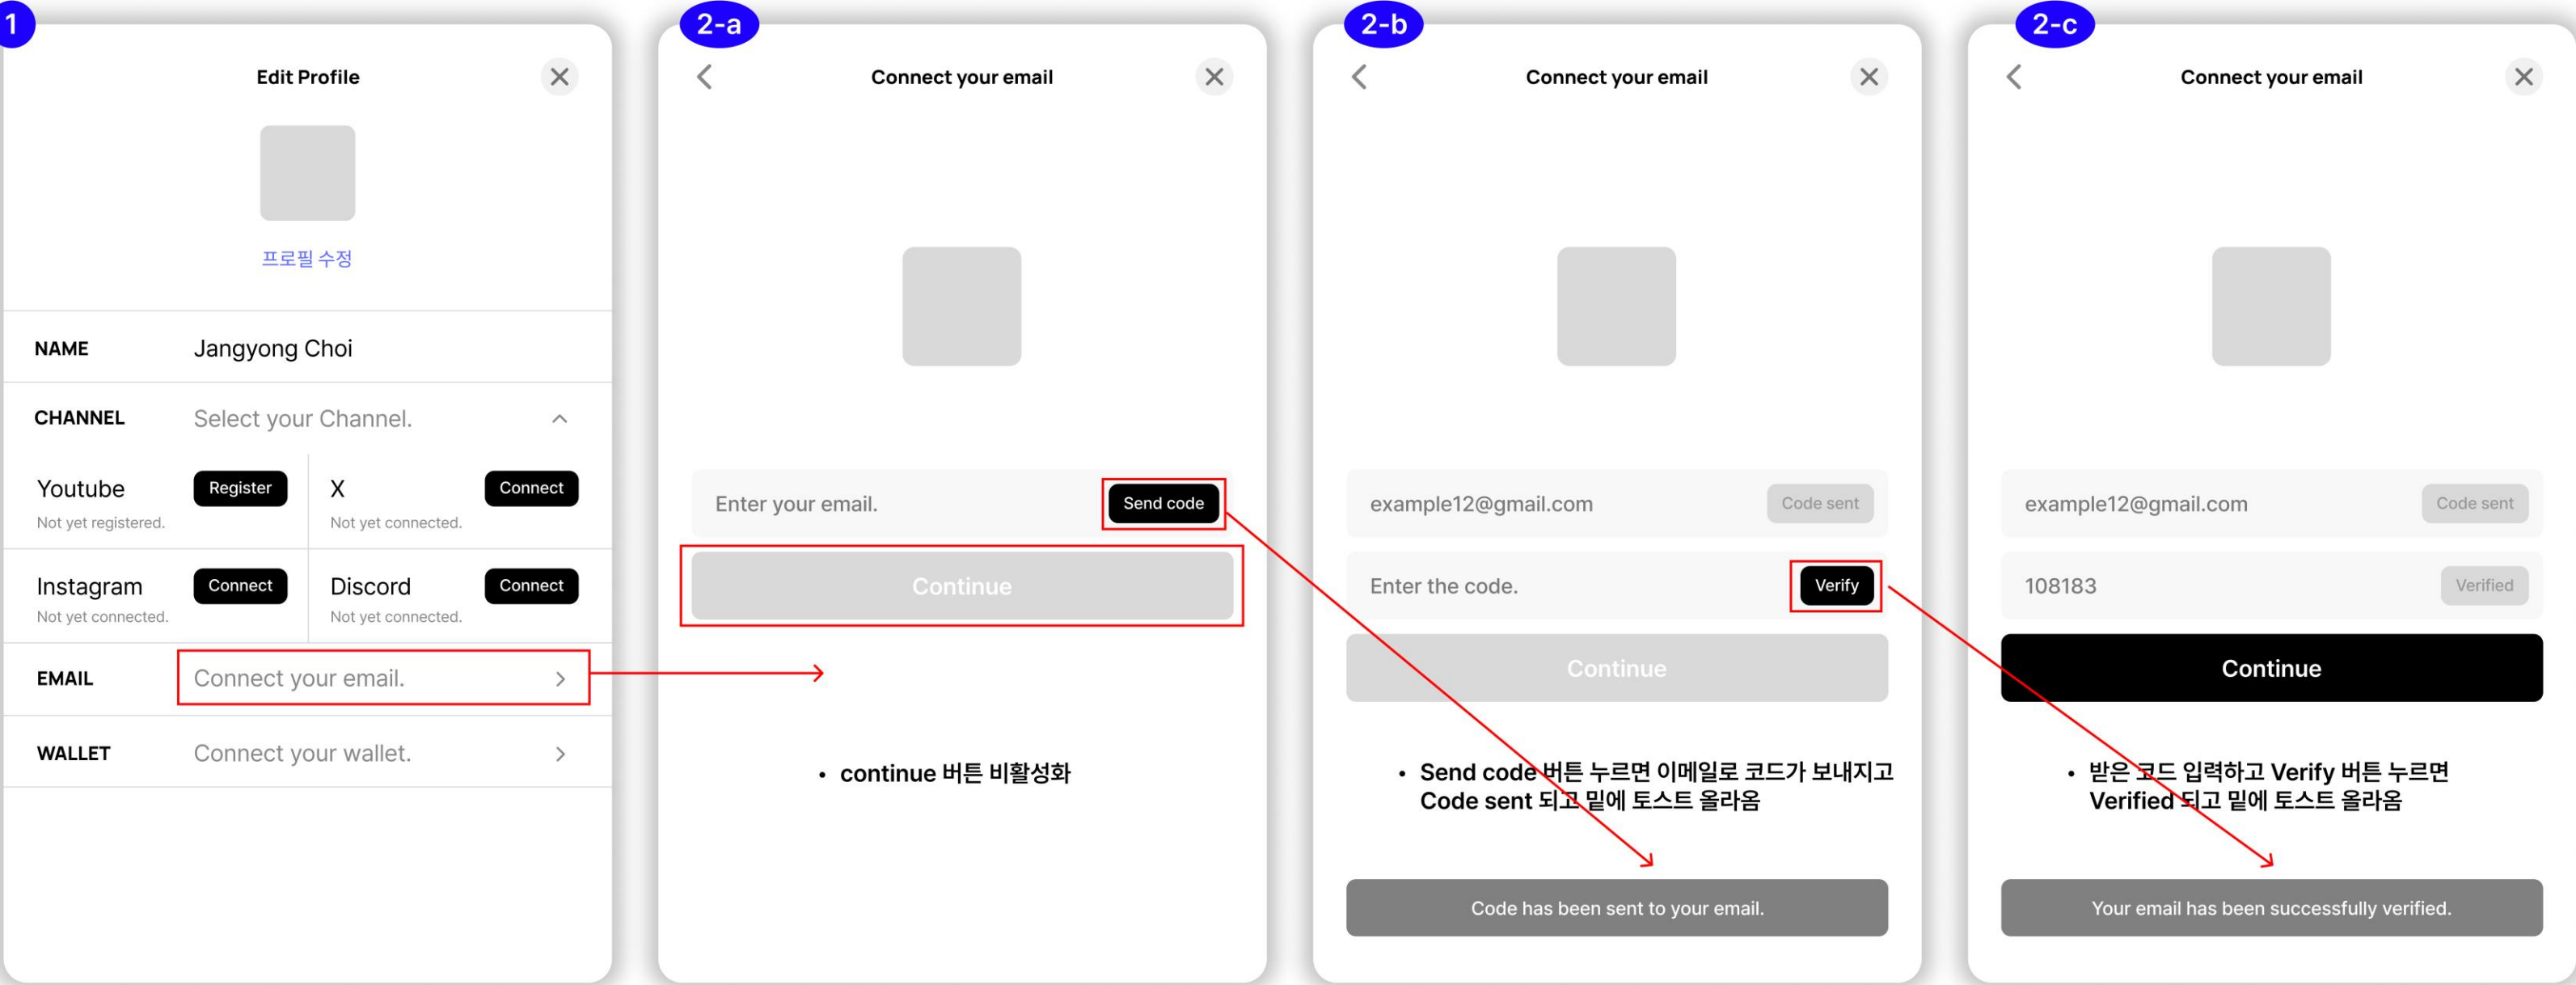 1
Edit Profile
프로필 수정
NAME
Jangyong Choi
CHANNEL
Select your Channel.
Youtube
Register
Not yet registered.
X
Connect
Not yet connected.
Instagram
Connect
Not yet connected.
Discord
Connect
Not yet connected.
EMAIL
Connect your email.
WALLET
Connect your wallet.
2-a
Connect your email
Enter your email.
Send code
Continue
• continue 버튼 비활성화
2-b
Connect your email
example12@gmail.com
Code sent
Enter the code.
Verify
Continue
• Send code 버튼 누르면 이메일로 코드가 보내지고
Code sent 되고 밑에 토스트 올라옴
Code has been sent to your email.
2-c
Connect your email
example12@gmail.com
Code sent
108183
Verified
Continue
• 받은 코드 입력하고 Verify 버튼 누르면
Verified 되고 밑에 토스트 올라옴
Your email has been successfully verified.